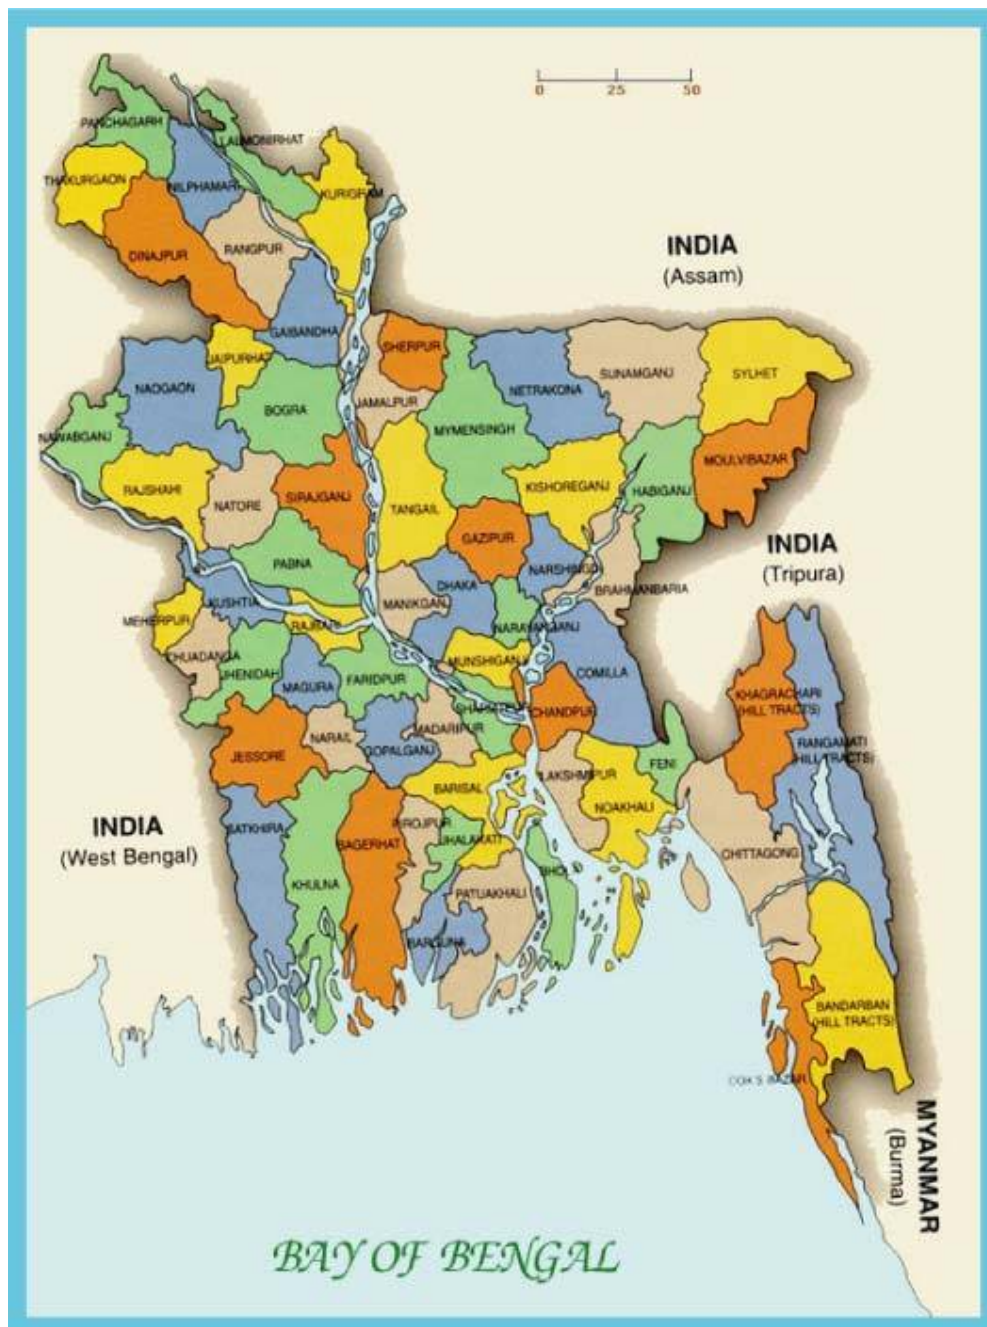 0 25 50
PANCHAGARH
LALMONIRHAT
THAKURGAON
NILPHAMARI
KURIGRAM
DINAJPUR
RANGPUR
INDIA
(Assam)
GAIBANDHA
JAIPURHAT
SHERPUR
NAOGAON
NETRAKONA
SUNAMGANJ
SYLHET
BOGRA
JAMALPUR
NAWABGANJ
MYMENSINGH
MOULVIBAZAR
RAJSHAHI
NATORE
SIRAJGANJ
TANGAIL
KISHOREGANJ
HABIGANJ
GAZIPUR
INDIA
(Tripura)
PABNA
DHAKA
NARSHINGDI
BRAHMANBARIA
KUSHTIA
MANIKGANJ
MEHERPUR
RAJBARI
NARAYANGANJ
CHUADANGA
JHENIDAH
MAGURA
FARIDPUR
MUNSHIGANJ
COMILLA
SHARIATPUR
CHANDPUR
KHAGRACHARI
(HILL TRACTS)
JESSORE
NARAIL
GOPALGANJ
MADARIPUR
RANGAMATI
(HILL TRACTS)
FENI
LAKSHMIPUR
NOAKHALI
BARISAL
INDIA
(West Bengal)
SATKHIRA
KHULNA
BAGERHAT
PIROJPUR
JHALAKATI
CHITTAGONG
BHOLA
PATUAKHALI
BARGUNA
BANDARBAN
(HILL TRACTS)
COX'S BAZAR
MYANMAR
(Burma)
BAY OF BENGAL